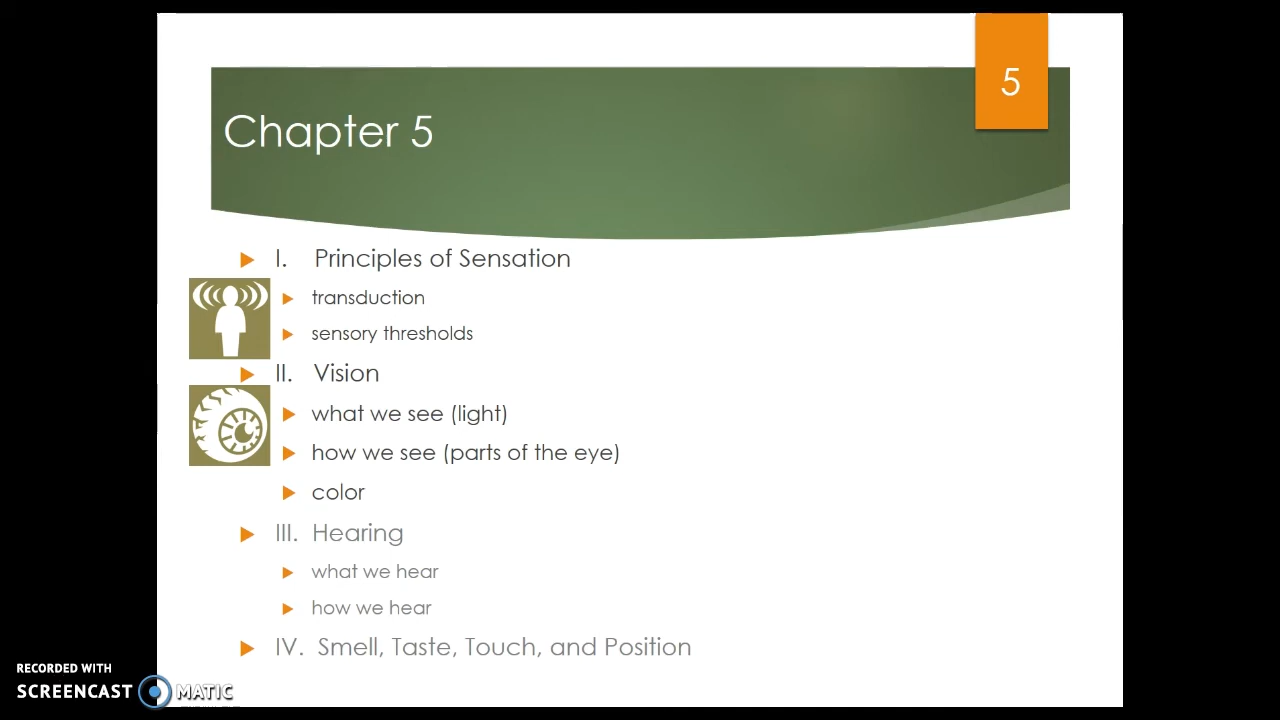 5
Chapter 5
I. Principles of Sensation
transduction
sensory thresholds
II. Vision
what we see (light)
how we see (parts of the eye)
color
III. Hearing
what we hear
how we hear
IV. Smell, Taste, Touch, and Position
RECORDED WITH
SCREENCAST MATIC